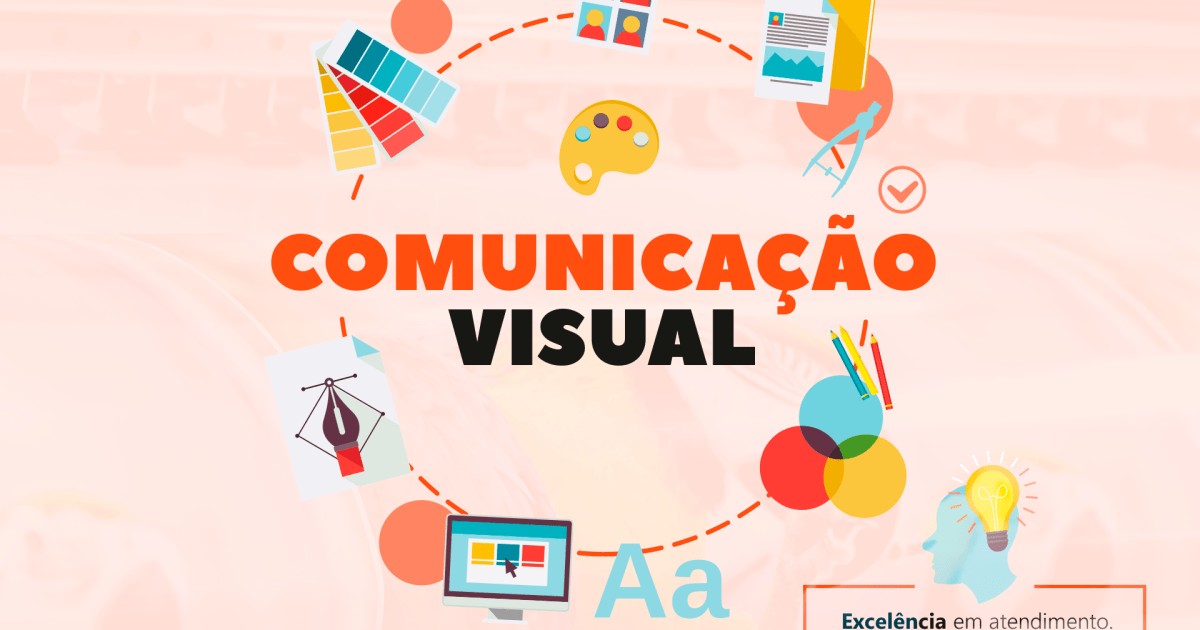 COMUNICAÇÃO
VISUAL
Aa
Excelência em atendimento.